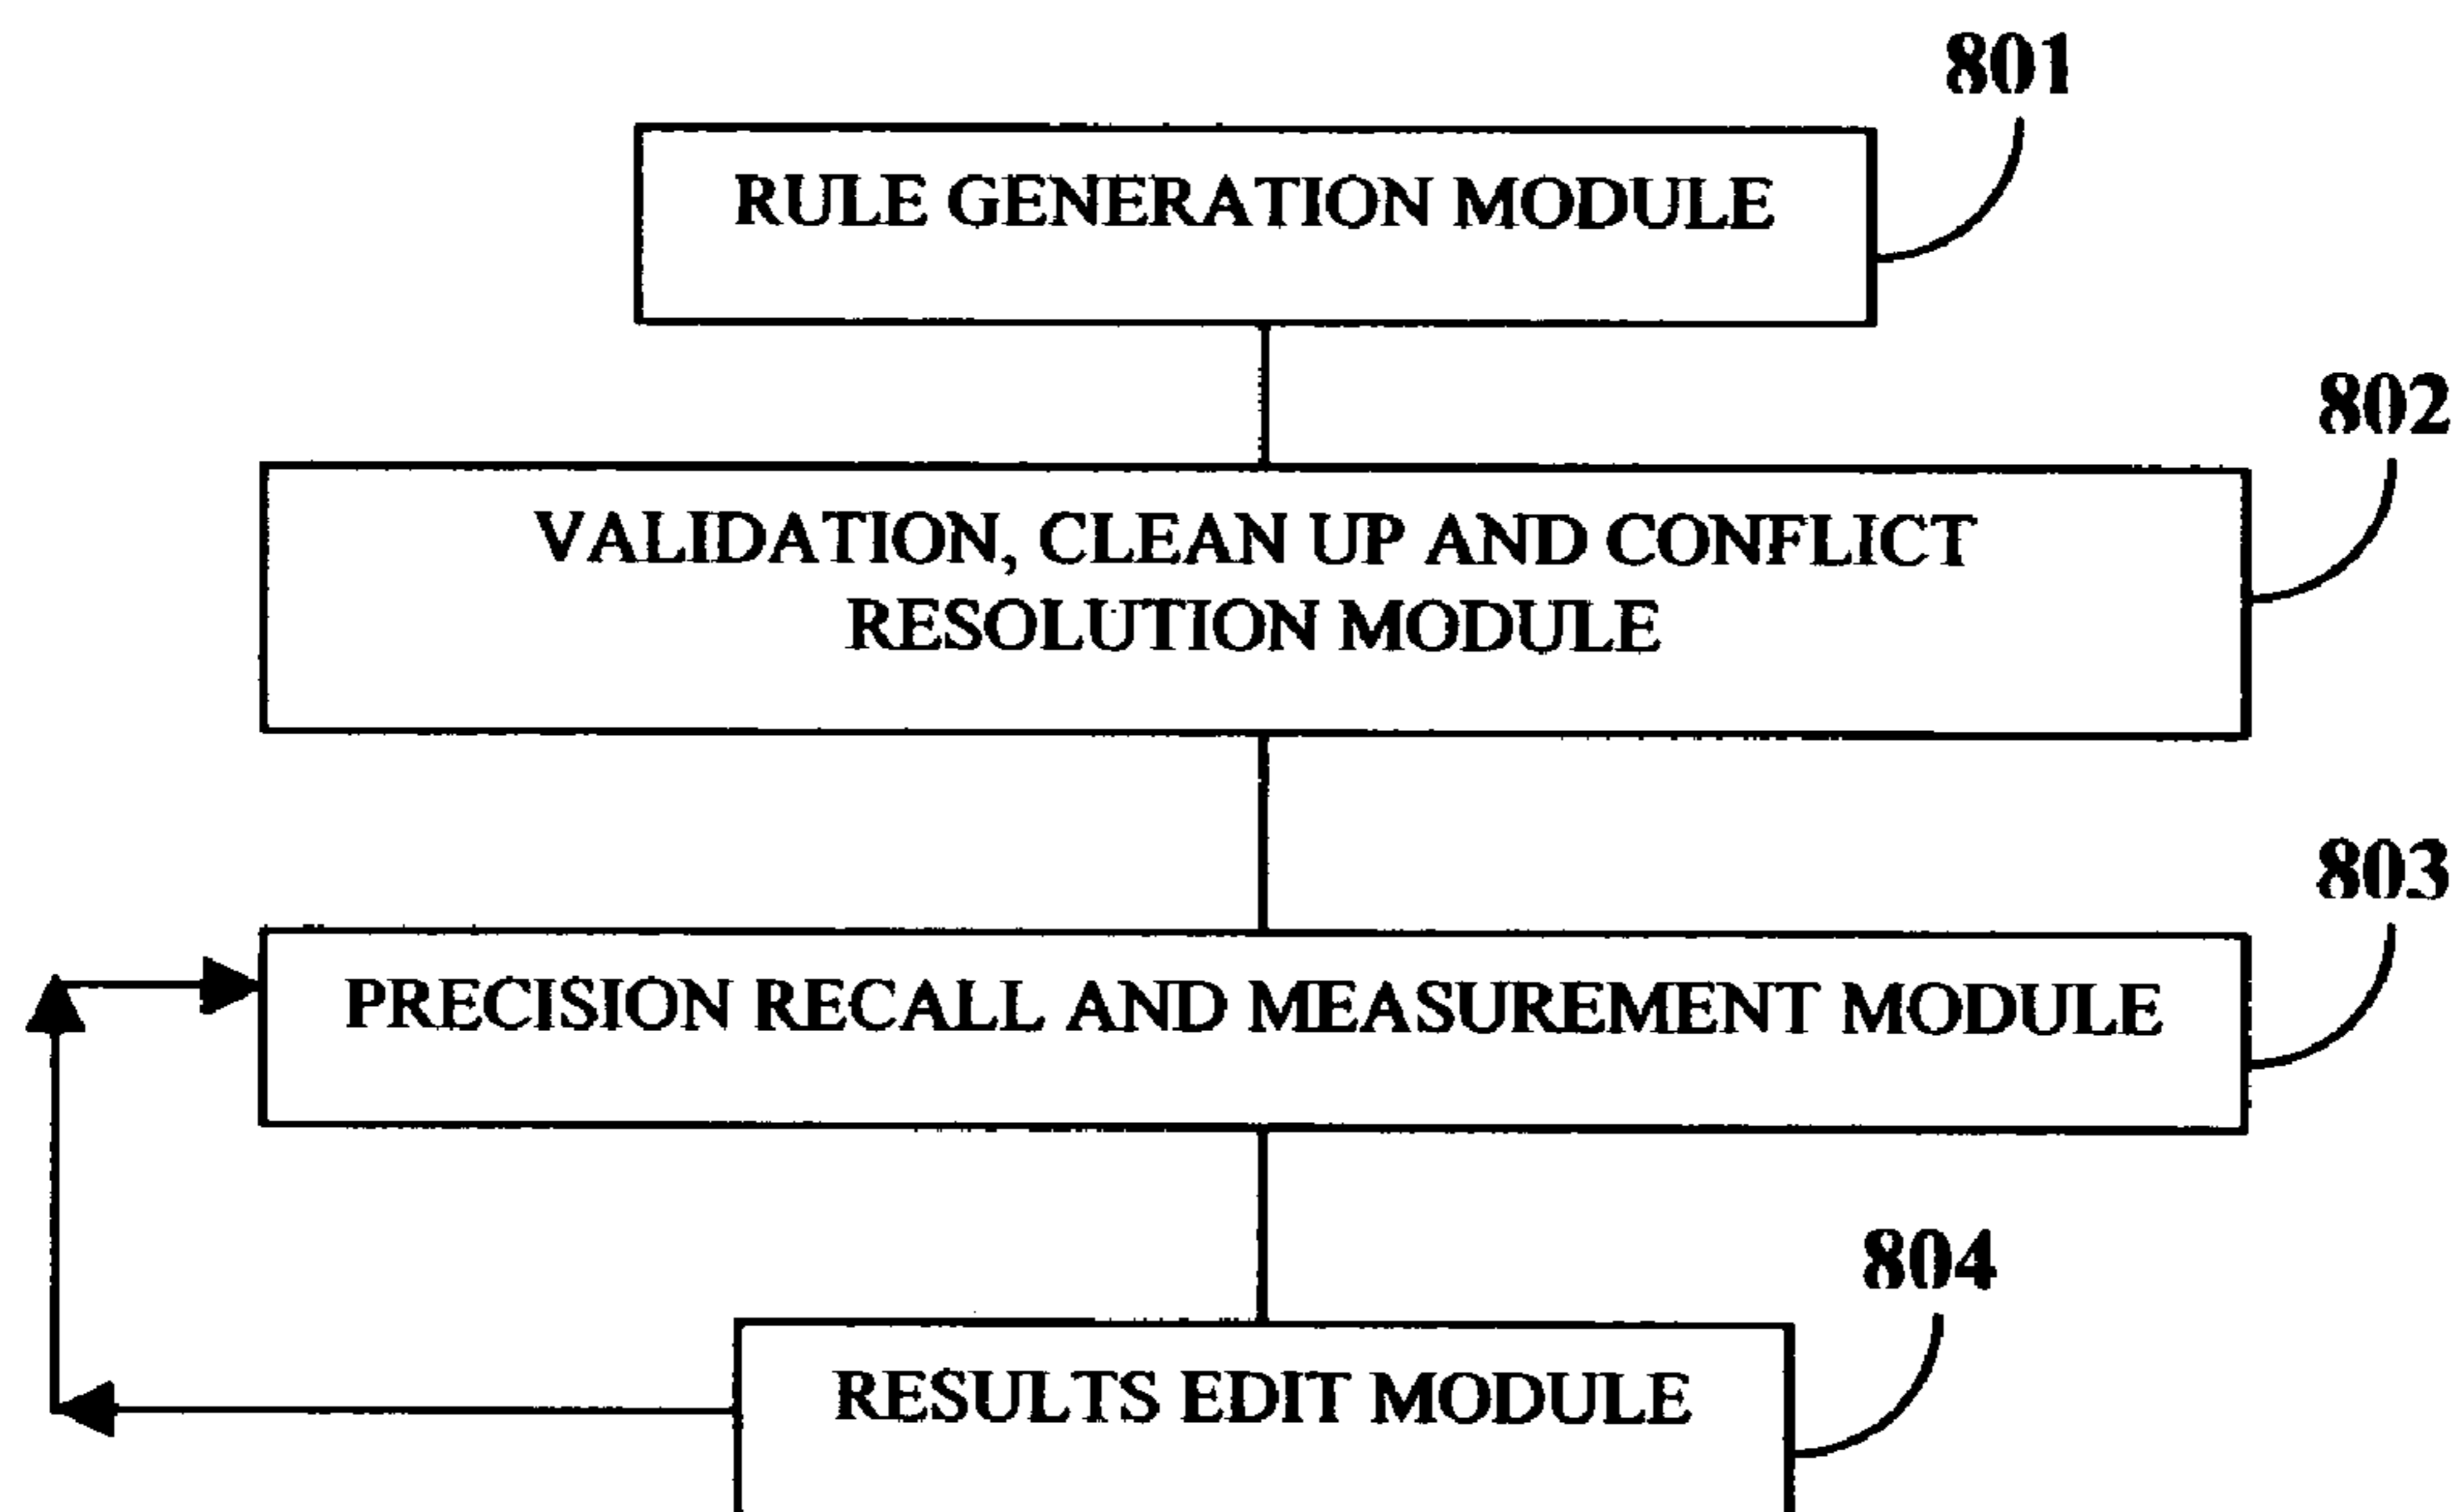 801
RULE GENERATION MODULE
802
VALIDATION, CLEAN UP AND CONFLICT
RESOLUTION MODULE
803
PRECISION RECALL AND MEASUREMENT MODULE
804
RESULTS EDIT MODULE